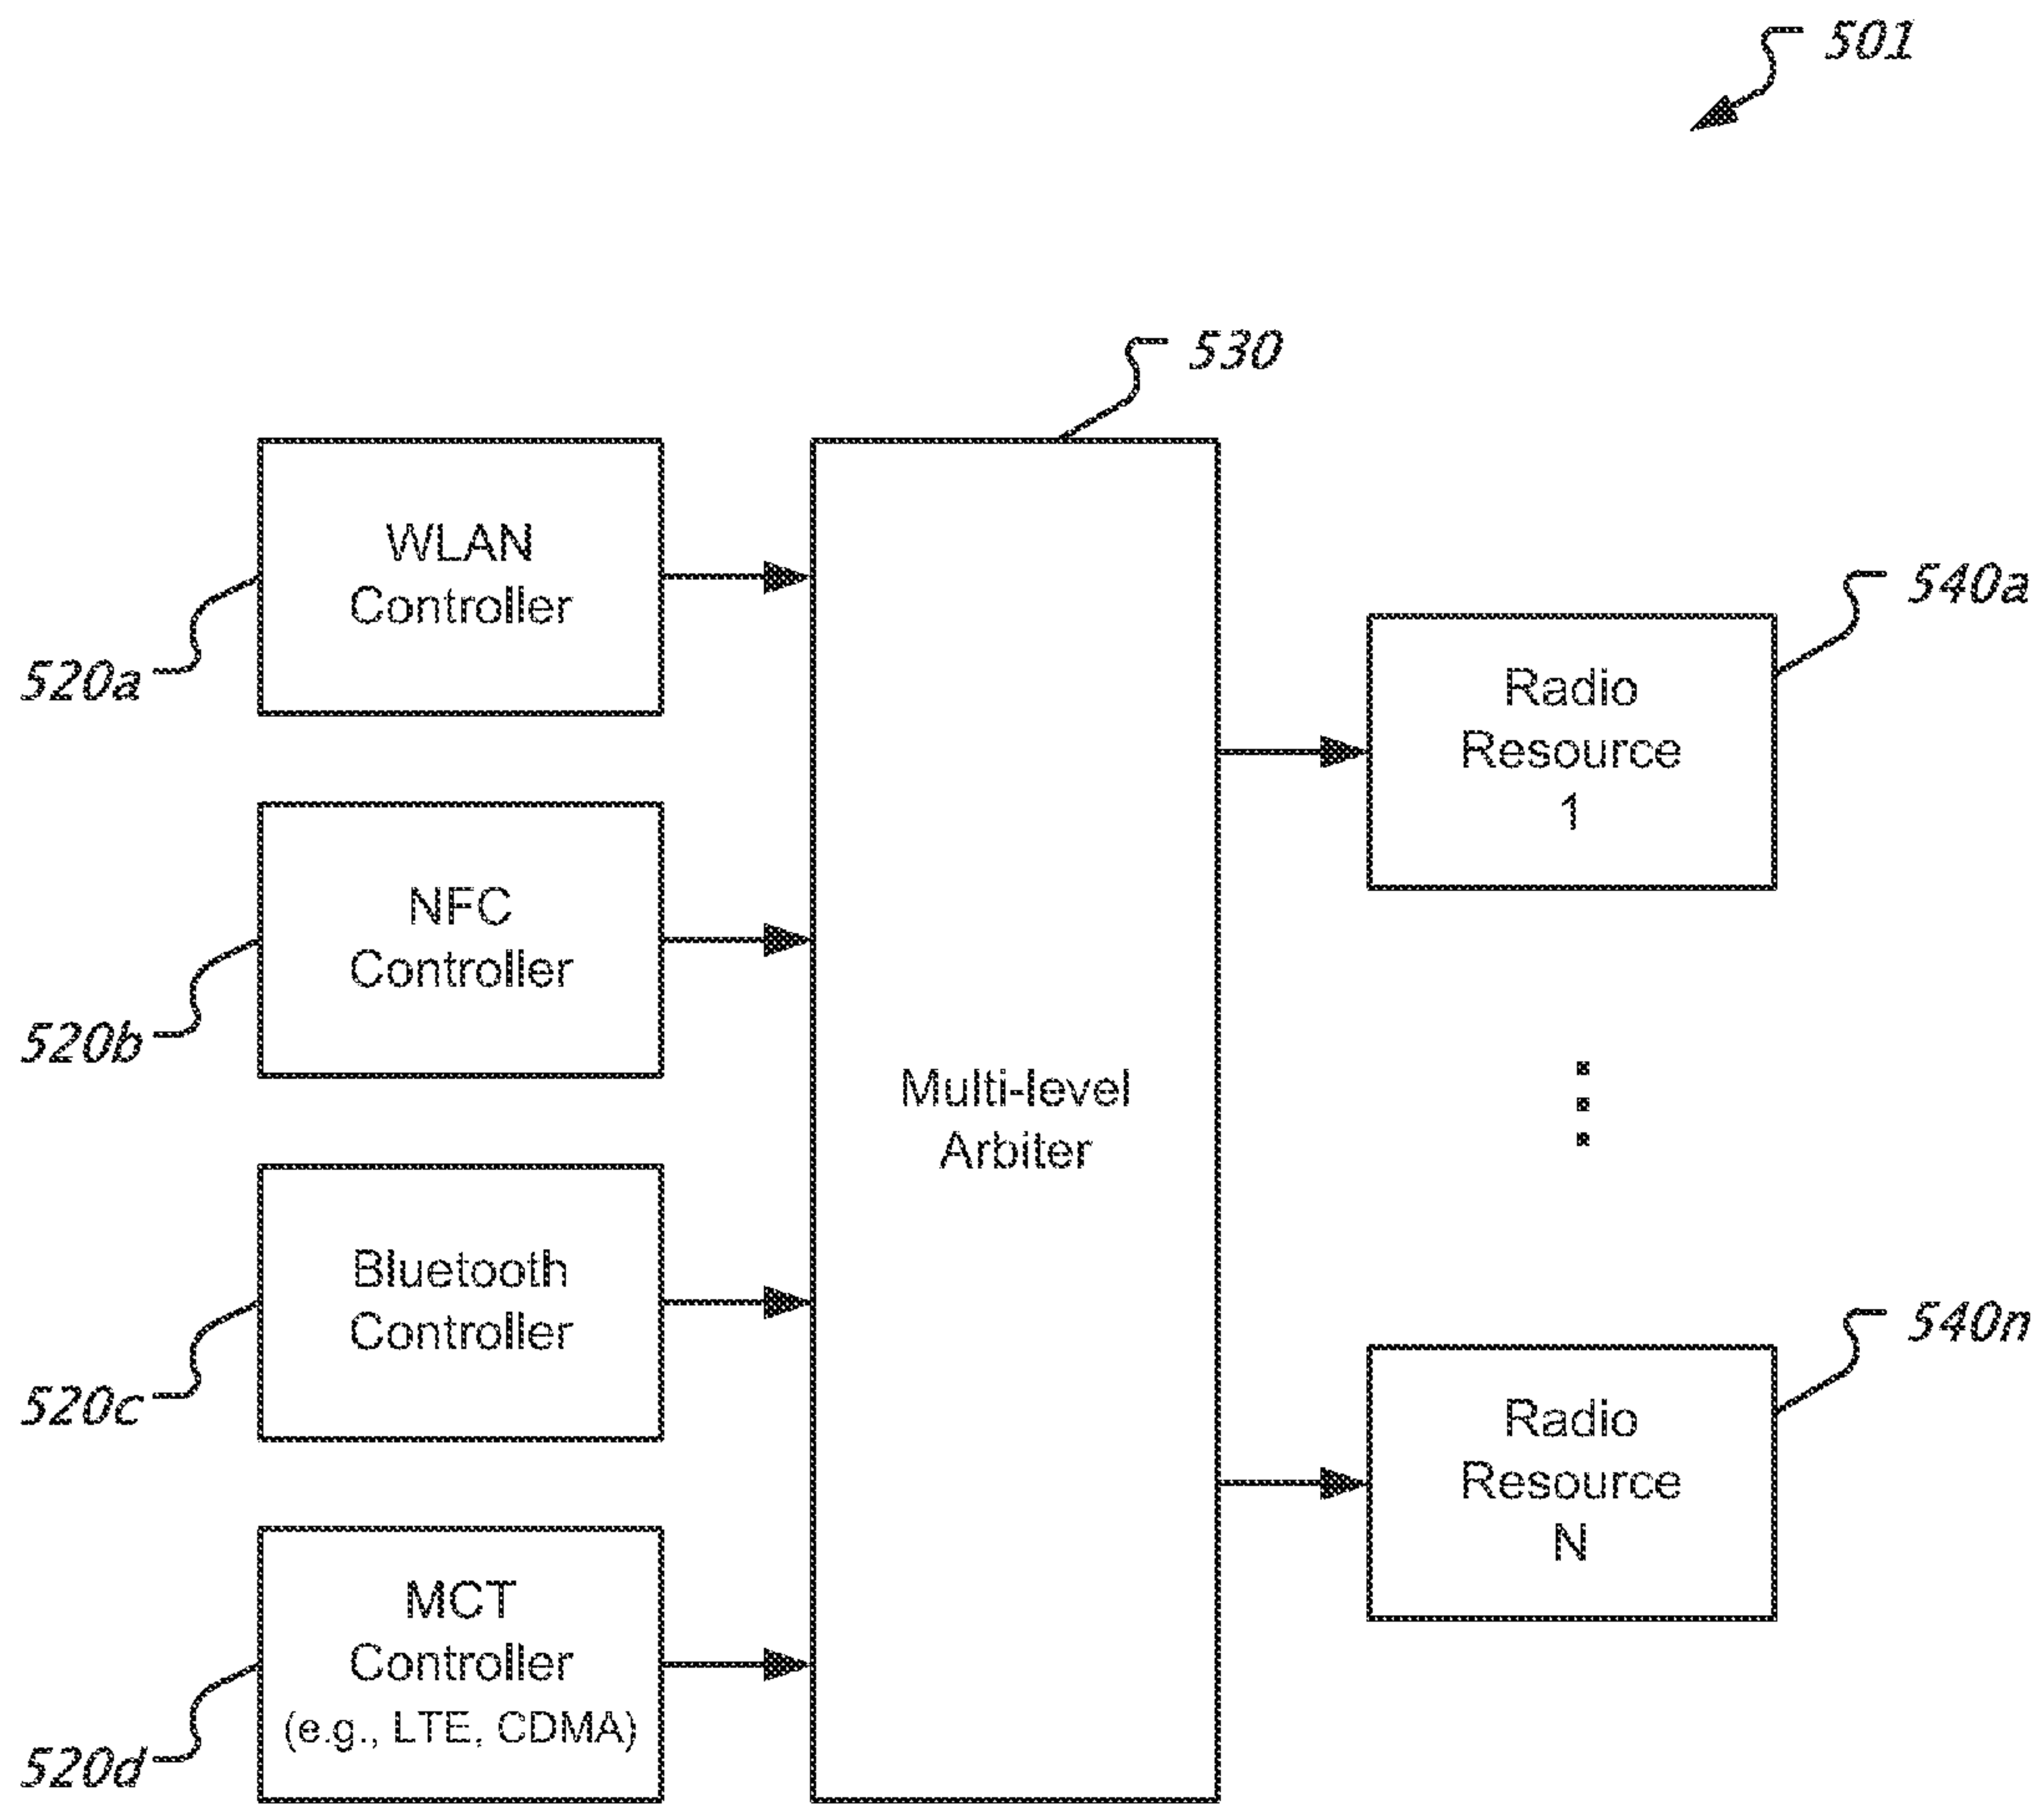 501
530
WLAN
Controller
520a
540a
Radio
Resource
1
NFC
Controller
520b
Multi-level
Arbiter
Bluetooth
Controller
520c
540n
Radio
Resource
N
MCT
Controller
(e.g., LTE, CDMA)
520d